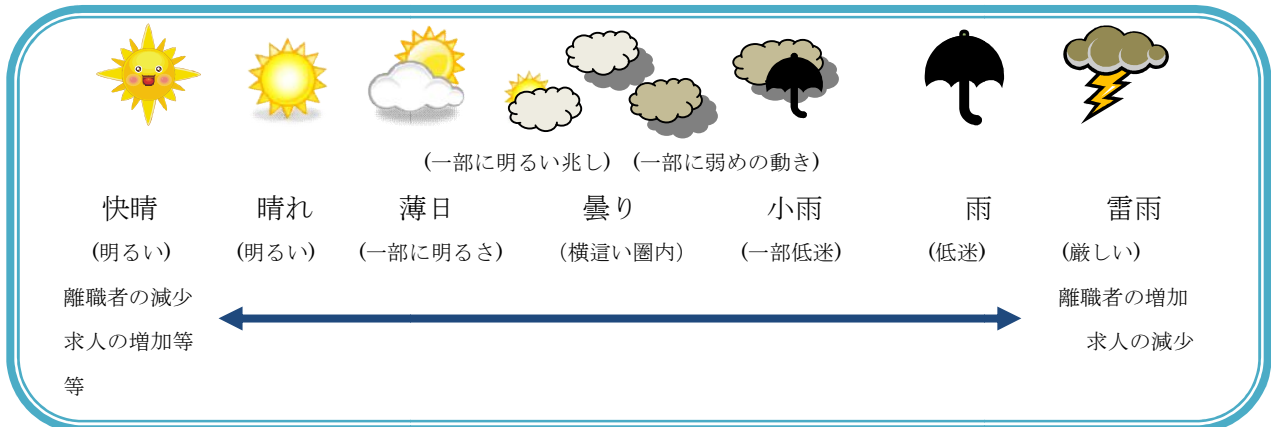 (一部に明るい兆し) (一部に弱めの動き)
快晴 晴れ 薄日 曇り 小雨 雨 雷雨
(明るい) (明るい) (一部に明るさ) （横這い圏内） (一部低迷) (低迷) (厳しい)
離職者の減少 離職者の増加
求人の増加等 求人の減少
等